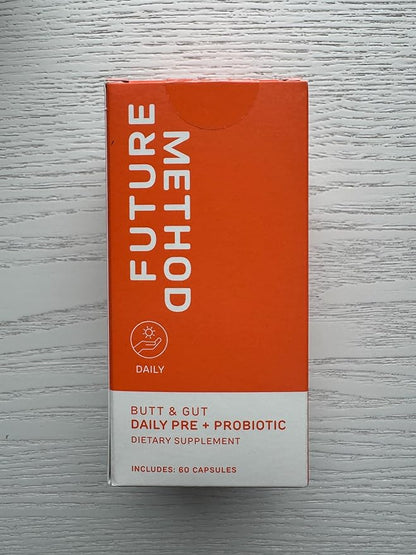 FUTURE
METHOD
DAILY
BUTT & GUT
DAILY PRE + PROBIOTIC
DIETARY SUPPLEMENT
INCLUDES: 60 CAPSULES